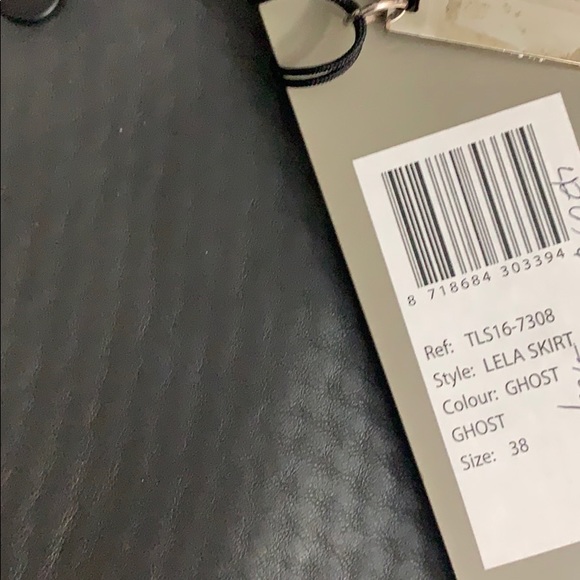 8 718684 303394
Ref: TLS16-7308
Style: LELA SKIRT
Colour: GHOST
GHOST
Size: 38